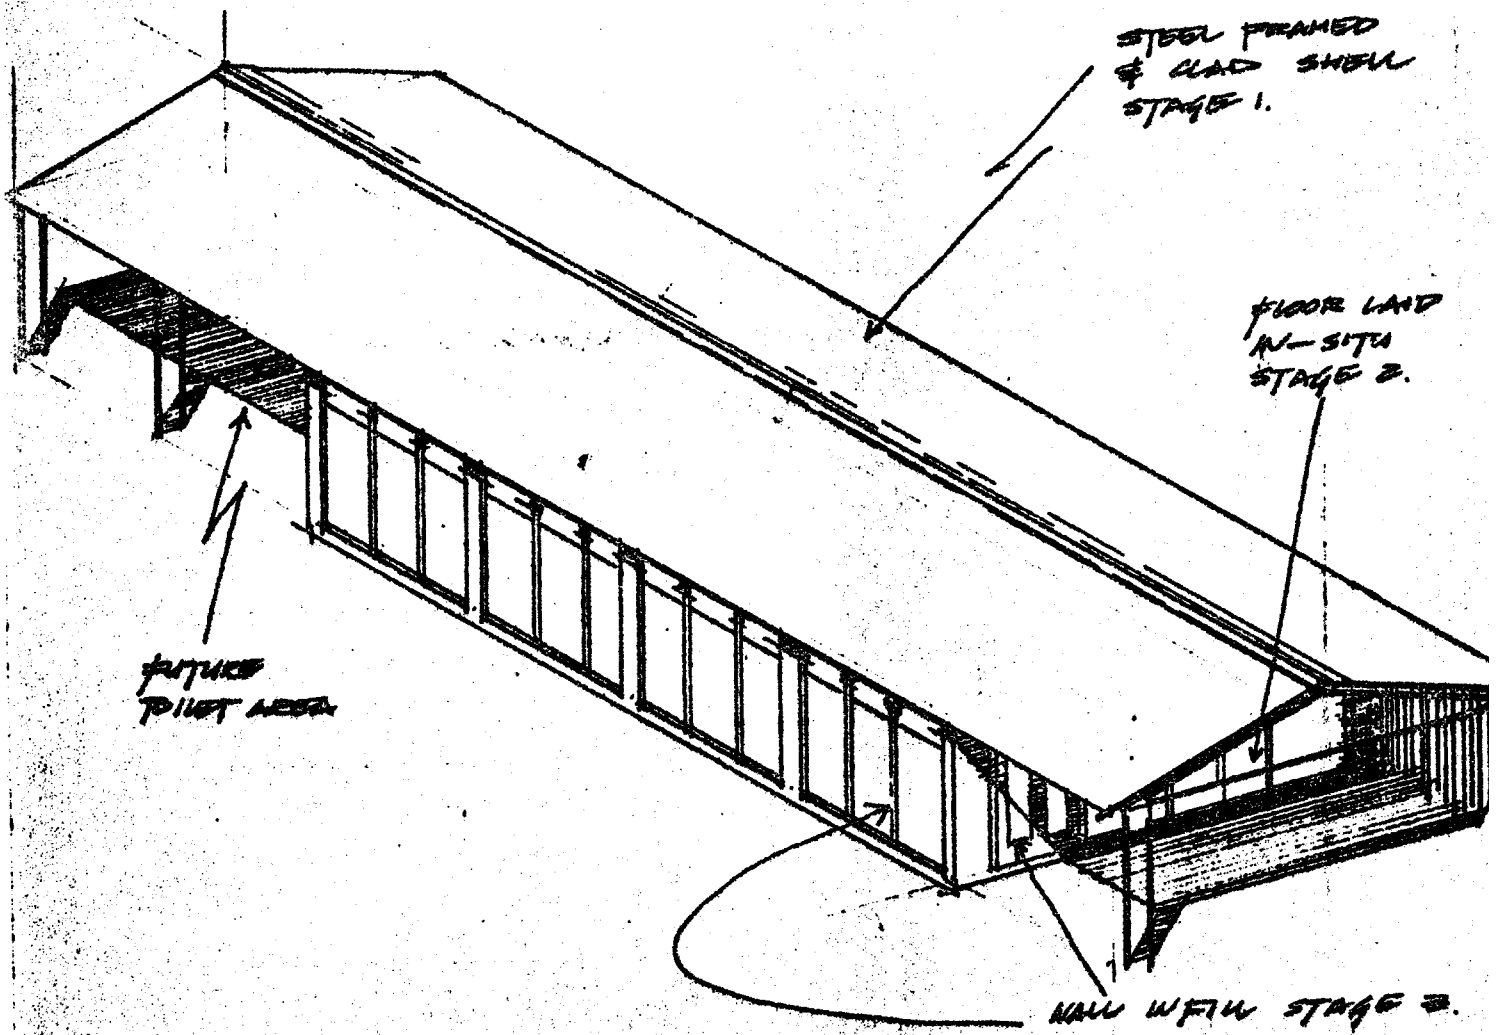 STEEL FRAMED
& CLAD SHELL
STAGE 1.
FLOOR LAID
IN-SITU
STAGE 2.
FUTURE
TOILET AREA
WALL INFILL STAGE 3.